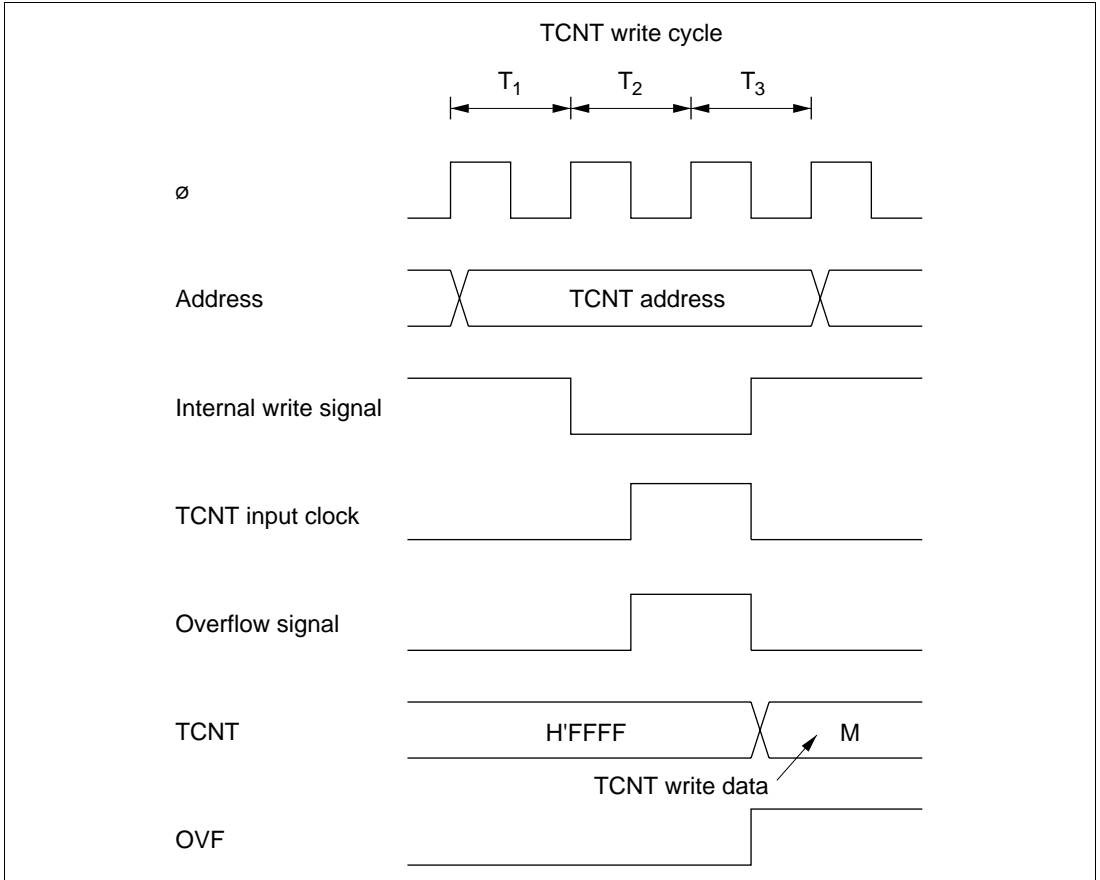 TCNT write cycle
T1 T2 T3
ø
Address
TCNT address
Internal write signal
TCNT input clock
Overflow signal
TCNT
H'FFFF
M
TCNT write data
OVF